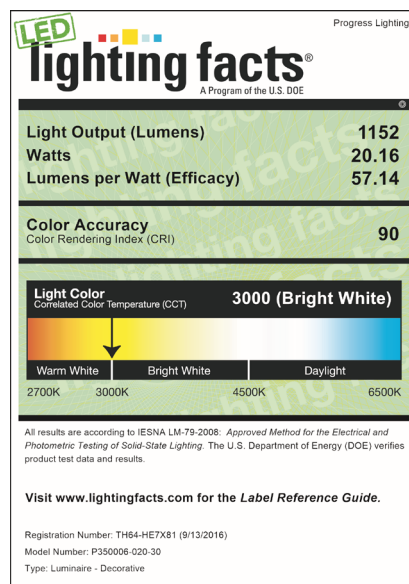 Progress Lighting
LED
lighting facts®
A Program of the U.S. DOE
Light Output (Lumens) 1152
Watts 20.16
Lumens per Watt (Efficacy) 57.14
Color Accuracy
Color Rendering Index (CRI) 90
Light Color
Correlated Color Temperature (CCT) 3000 (Bright White)
Warm White Bright White Daylight
2700K 3000K 4500K 6500K
All results are according to IESNA LM-79-2008: Approved Method for the Electrical and
Photometric Testing of Solid-State Lighting. The U.S. Department of Energy (DOE) verifies
product test data and results.
Visit www.lightingfacts.com for the Label Reference Guide.
Registration Number: TH64-HE7X81 (9/13/2016)
Model Number: P350006-020-30
Type: Luminaire - Decorative